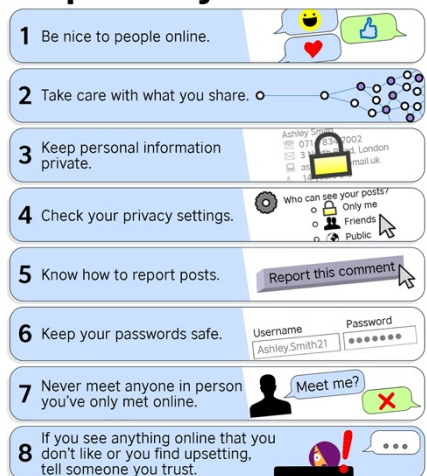 1 Be nice to people online.
2 Take care with what you share.
3 Keep personal information
private.
Ashley Smith
London
4 Check your privacy settings.
Who can see your posts?
Only me
Friends
Public
5 Know how to report posts.
Report this comment
6 Keep your passwords safe.
Username
Password
Ashley.Smith21
7 Never meet anyone in person
you've only met online.
Meet me?
8 If you see anything online that you
don't like or you find upsetting,
tell someone you trust.